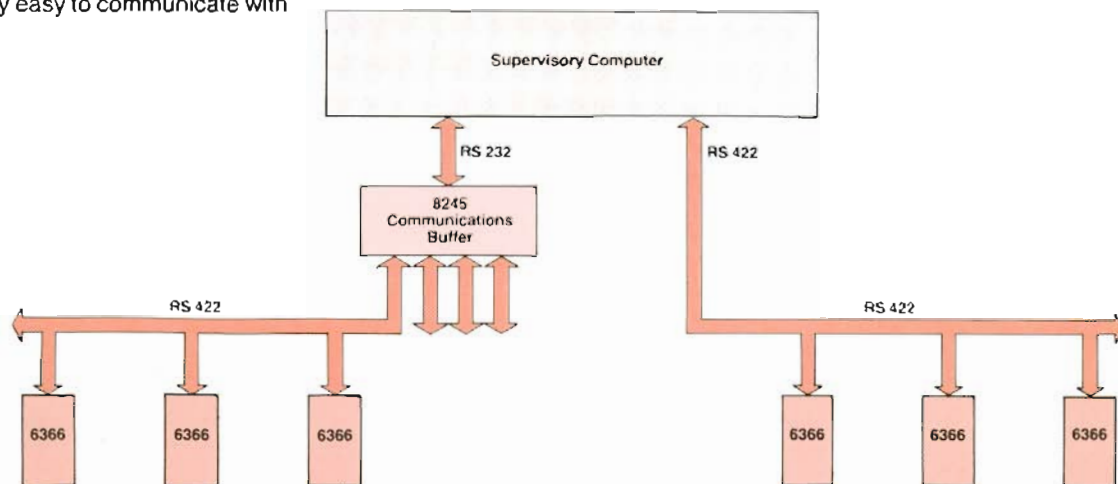 y easy to communicate with
Supervisory Computer
RS 232
RS 422
8245
Communications
Buffer
RS 422
RS 422
6366
6366
6366
6366
6366
6366